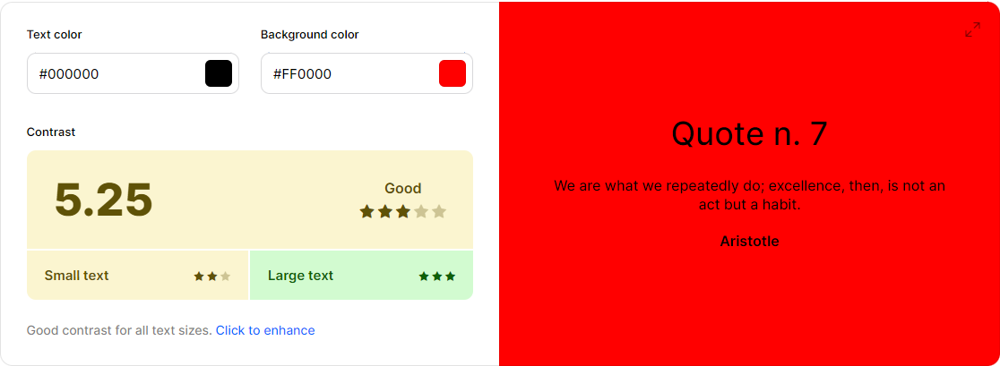 Text color
Background color
#000000
#FF0000
Contrast
5.25
Good
Small text
Large text
Good contrast for all text sizes. Click to enhance
Quote n. 7
We are what we repeatedly do; excellence, then, is not an
act but a habit.
Aristotle